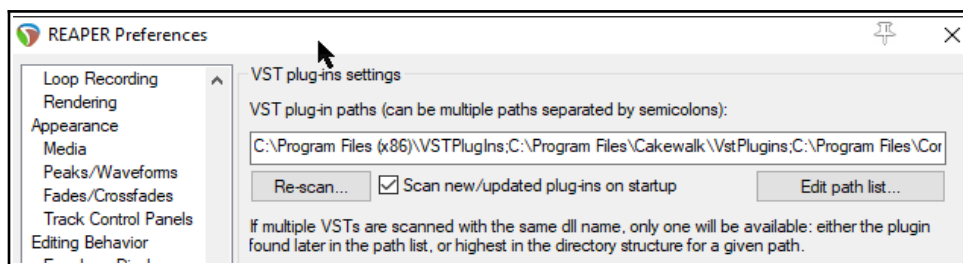 REAPER Preferences
Loop Recording
Rendering
Appearance
Media
Peaks/Waveforms
Fades/Crossfades
Track Control Panels
Editing Behavior
VST plug-ins settings
VST plug-in paths (can be multiple paths separated by semicolons):
C:\Program Files (x86)\VSTPlugIns;C:\Program Files\Cakewalk\VstPlugins;C:\Program Files\Cor
Re-scan...
Scan new/updated plug-ins on startup
Edit path list...
If multiple VSTs are scanned with the same dll name, only one will be available: either the plugin
found later in the path list, or highest in the directory structure for a given path.